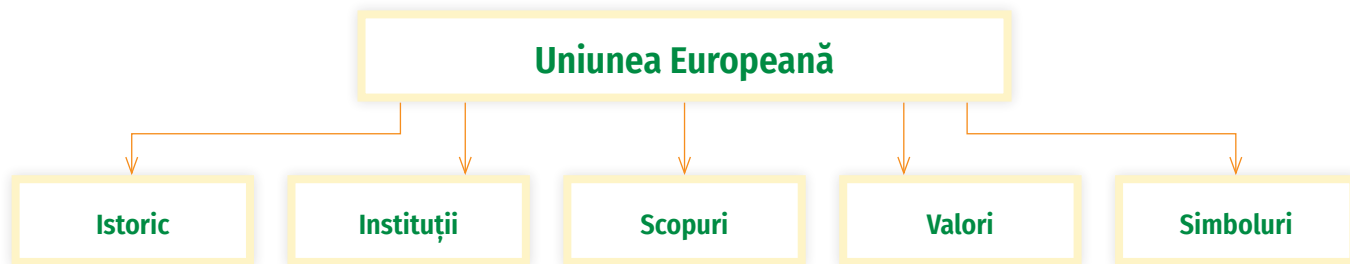 Uniunea Europeană
Istoric
Instituții
Scopuri
Valori
Simboluri